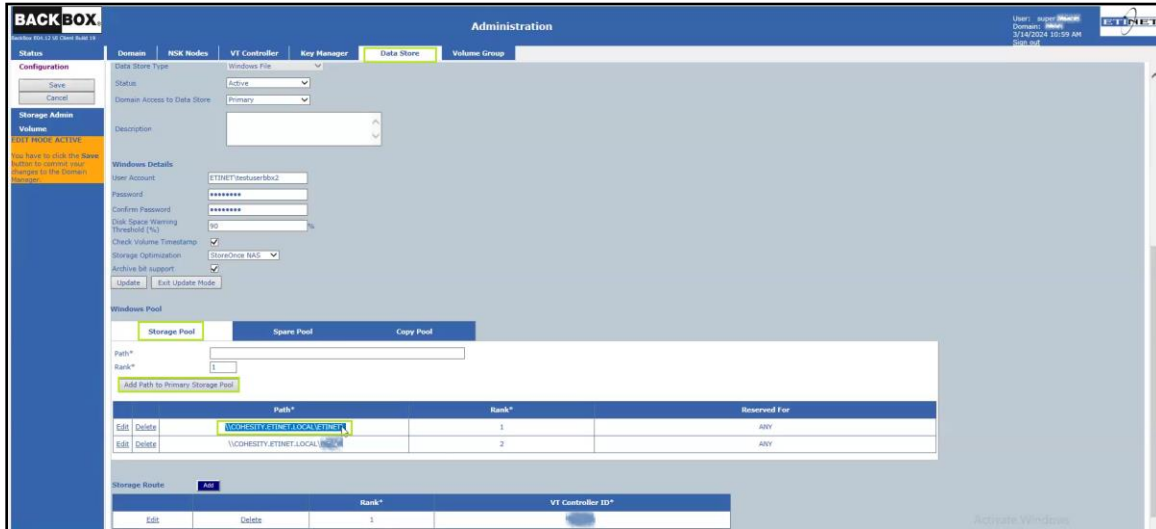 BACKBOX.
Administration
User: super
Domain:
3/14/2024 10:59 AM
Sign out
ETINET
Status
Domain NSK Nodes VT Controller Key Manager Data Store Volume Group
Configuration
Save
Cancel
Storage Admin
Volume
EDIT MODE ACTIVE
You have to click the Save
button to commit your
changes to the Domain
Manager.
Data Store Type Windows File
Status Active
Domain Access to Data Store Primary
Description
Windows Details
User Account ETINET\testuserbbx2
Password ••••••••
Confirm Password ••••••••
Disk Space Warning
Threshold (%) 90 %
Check Volume Timestamp
Storage Optimization StoreOnce NAS
Archive bit support
Update Exit Update Mode
Windows Pool
Storage Pool Spare Pool Copy Pool
Path*
Rank* 1
Add Path to Primary Storage Pool
Path* Rank* Reserved For
Edit Delete \\COHESITY.ETINET.LOCAL\ETINET 1 ANY
Edit Delete \\COHESITY.ETINET.LOCAL\ 2 ANY
Storage Route Add
Rank* VT Controller ID*
Edit Delete 1
Activate Windows